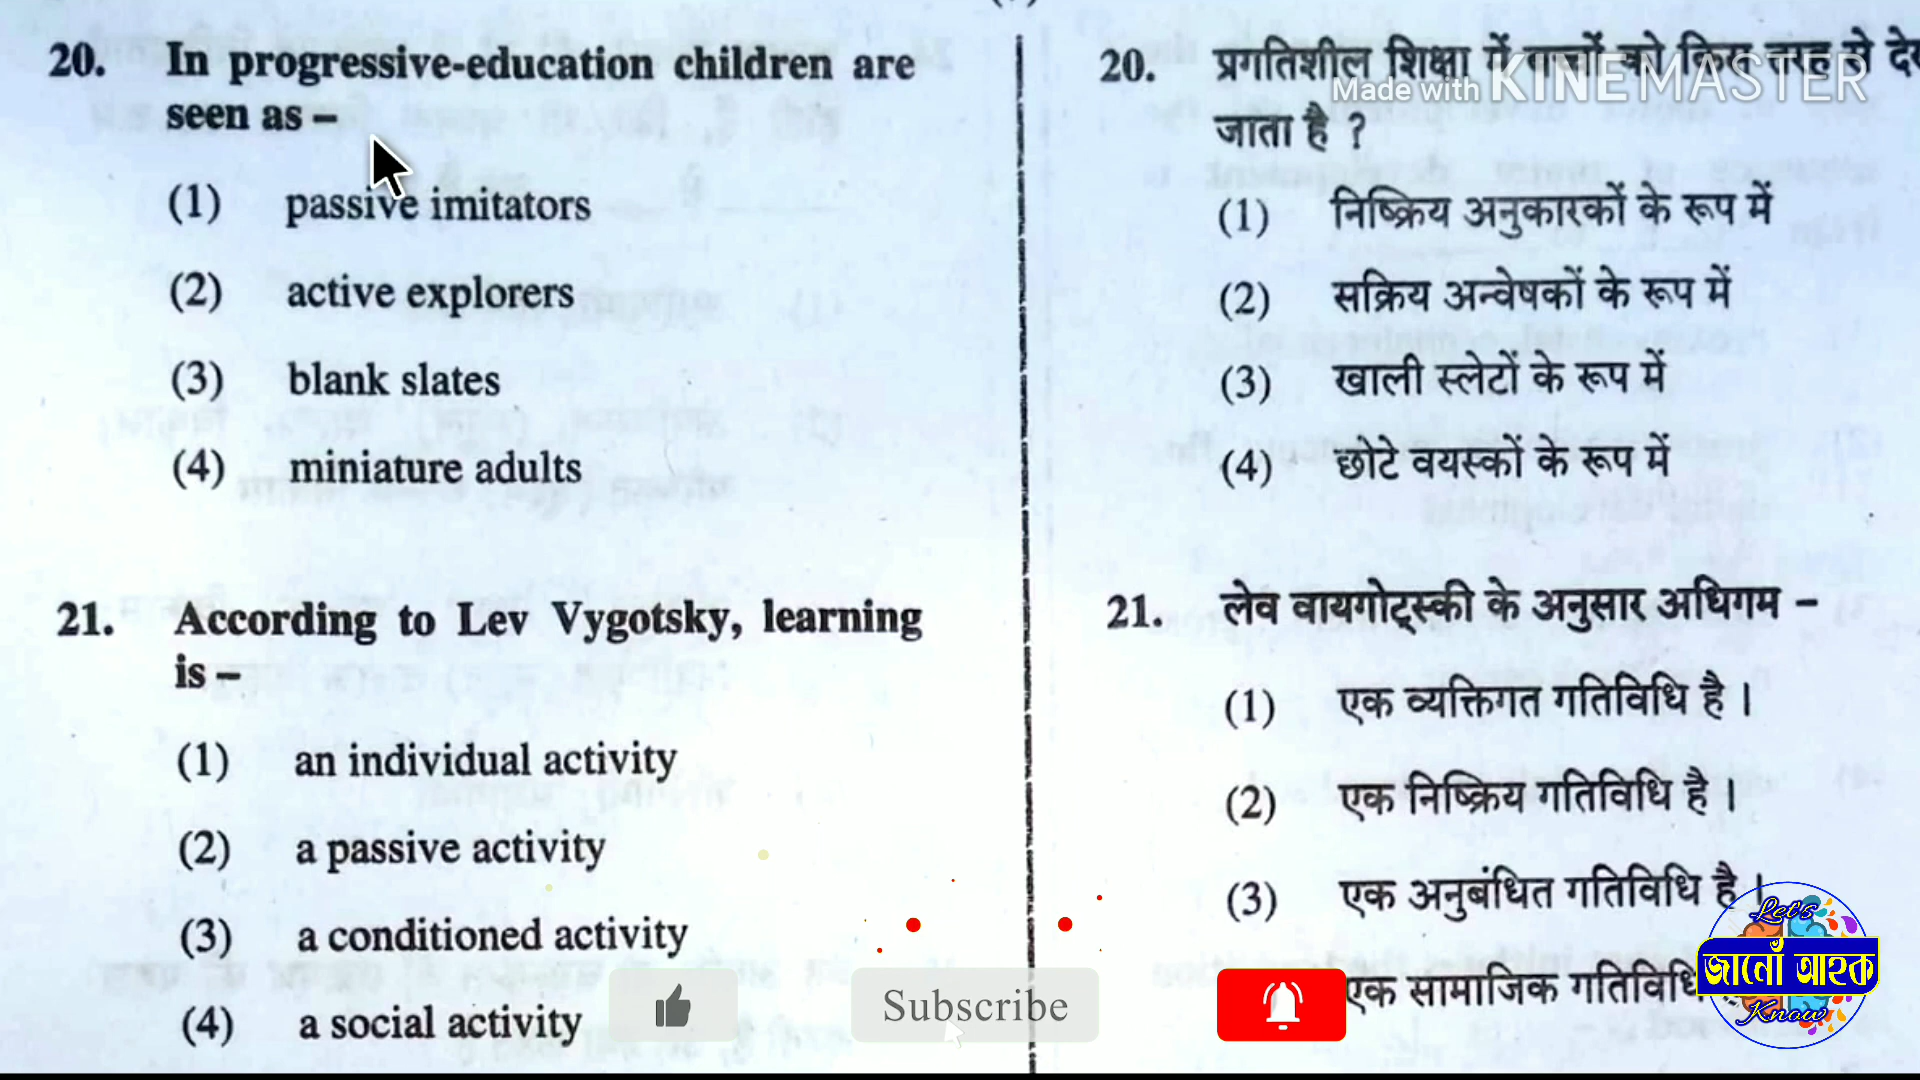 20. In progressive-education children are
seen as –
(1) passive imitators
(2) active explorers
(3) blank slates
(4) miniature adults
21. According to Lev Vygotsky, learning
is –
(1) an individual activity
(2) a passive activity
(3) a conditioned activity
(4) a social activity
20. प्रगतिशील शिक्षा में बच्चों को किस तरह से
जाता है ?
(1) निष्क्रिय अनुकारकों के रूप में
(2) सक्रिय अन्वेषकों के रूप में
(3) खाली स्लेटों के रूप में
(4) छोटे वयस्कों के रूप में
21. लेव वायगोट्स्की के अनुसार अधिगम –
(1) एक व्यक्तिगत गतिविधि है ।
(2) एक निष्क्रिय गतिविधि है ।
(3) एक अनुबंधित गतिविधि है ।
एक सामाजिक गतिविधि
Made with KINEMASTER
Subscribe
Let's
জানোঁ আহক
Know